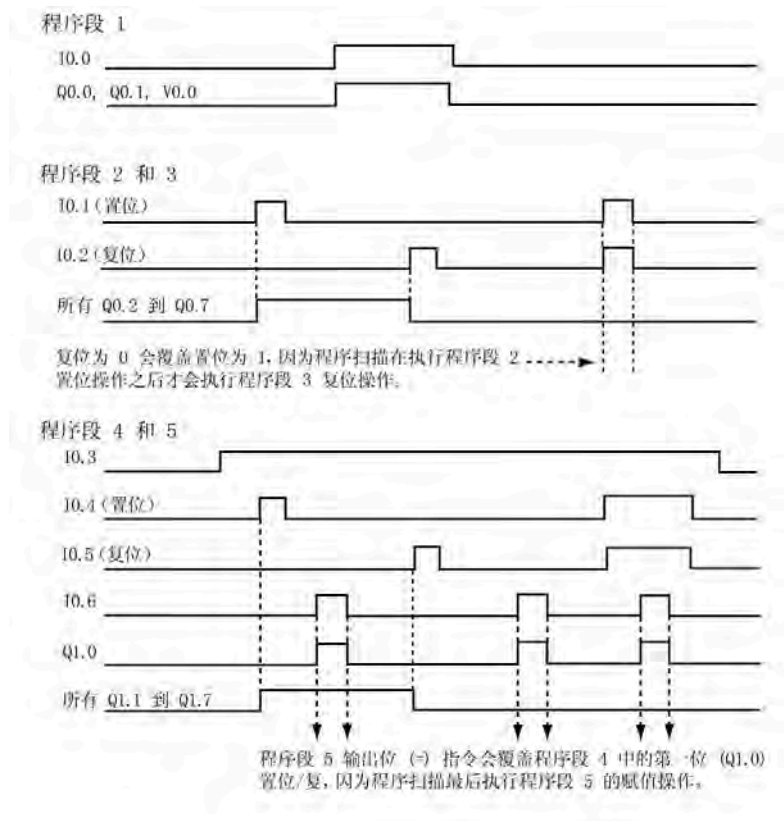 程序段 1
I0.0
Q0.0, Q0.1, V0.0
程序段 2 和 3
I0.1(置位)
I0.2(复位)
所有 Q0.2 到 Q0.7
复位为 0 会覆盖置位为 1,因为程序扫描在执行程序段 2
置位操作之后才会执行程序段 3 复位操作。
程序段 4 和 5
I0.3
I0.4(置位)
I0.5(复位)
I0.6
Q1.0
所有 Q1.1 到 Q1.7
程序段 5 输出位 (=) 指令会覆盖程序段 4 中的第一位 (Q1.0)
置位/复,因为程序扫描最后执行程序段 5 的赋值操作。